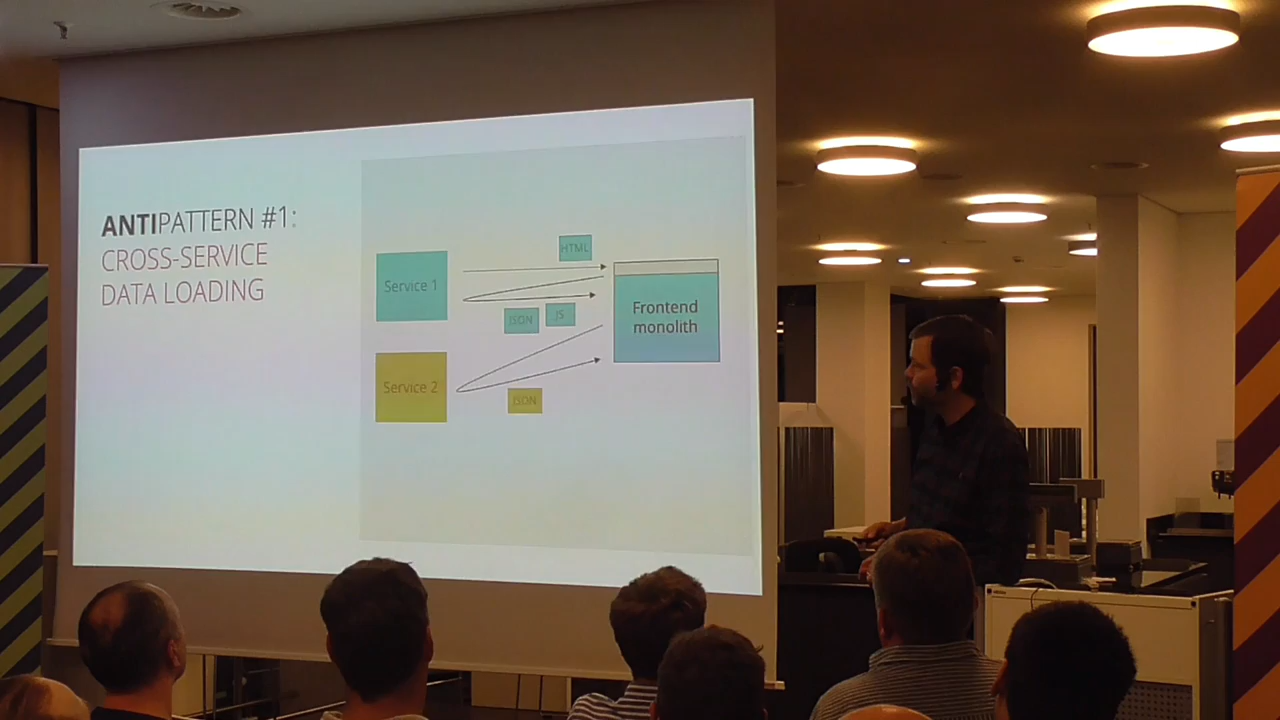 ANTIPATTERN #1:
CROSS-SERVICE
DATA LOADING
HTML
Service 1
JSON
JS
Frontend
monolith
Service 2
JSON